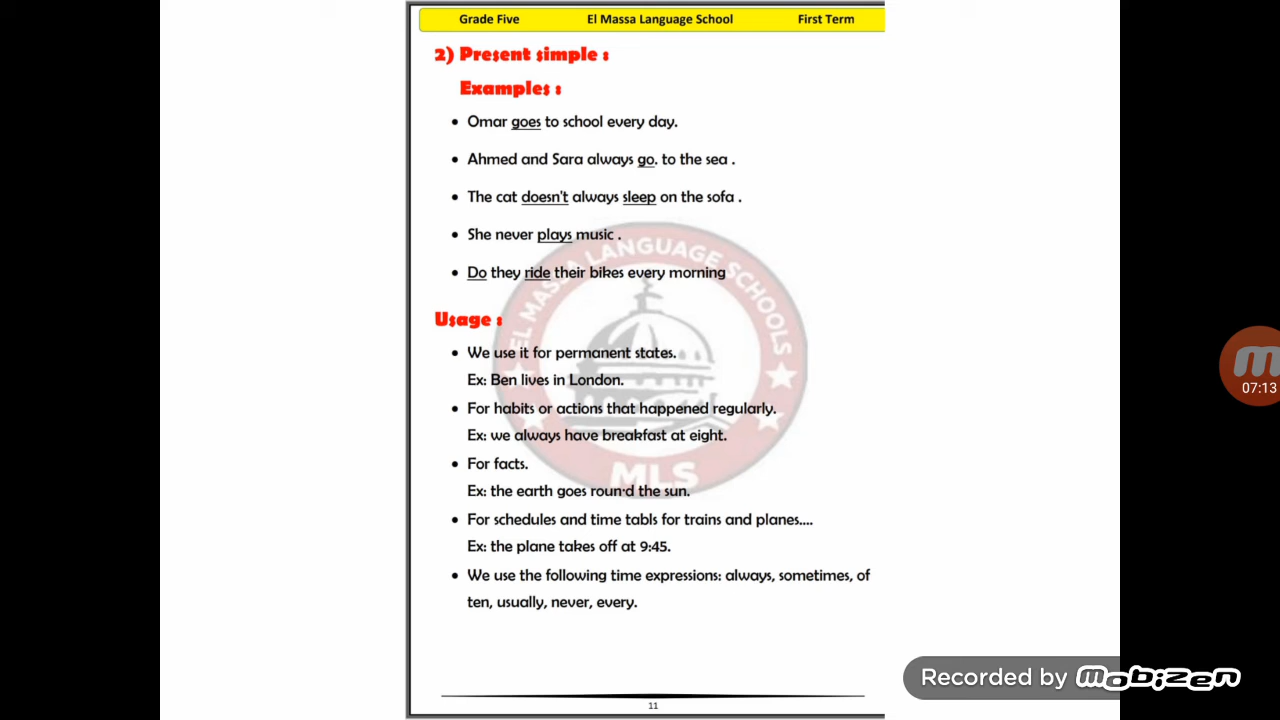 Grade Five El Massa Language School First Term
2) Present simple :
Examples :
• Omar goes to school every day.
• Ahmed and Sara always go. to the sea .
• The cat doesn't always sleep on the sofa .
• She never plays music .
• Do they ride their bikes every morning
Usage :
• We use it for permanent states.
Ex: Ben lives in London.
• For habits or actions that happened regularly.
Ex: we always have breakfast at eight.
• For facts.
Ex: the earth goes roun·d the sun.
• For schedules and time tabls for trains and planes....
Ex: the plane takes off at 9:45.
• We use the following time expressions: always, sometimes, of
ten, usually, never, every.
EL MASSA LANGUAGE SCHOOLS
MLS
11
m
07:13
Recorded by mobizen